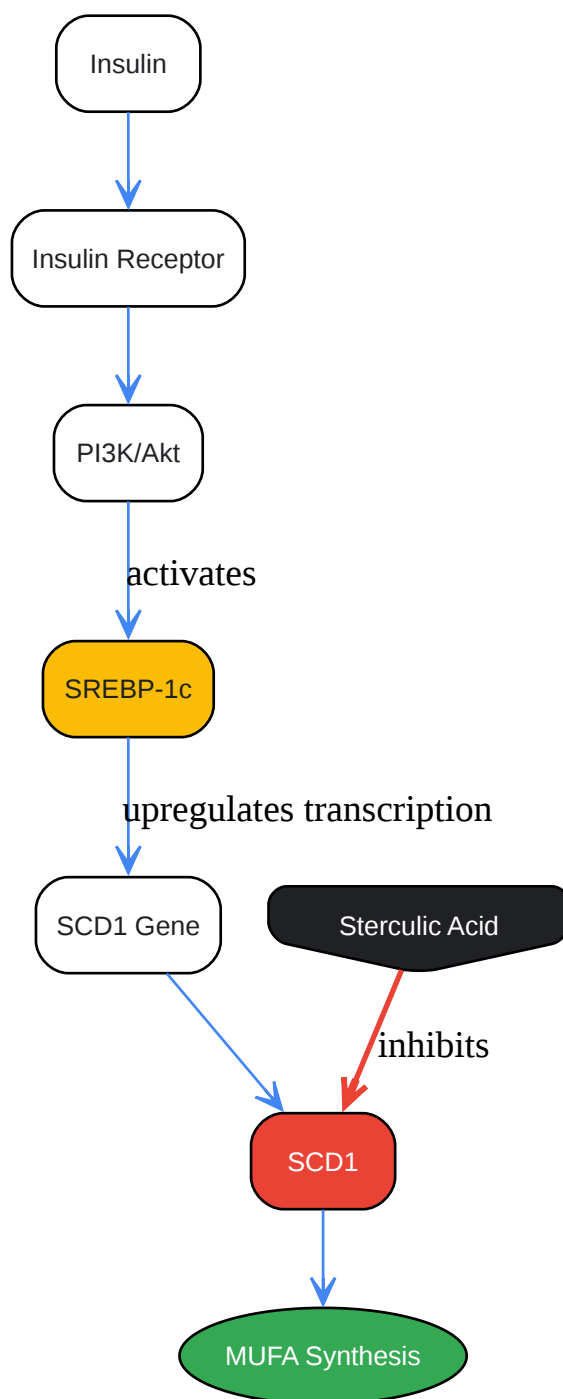 Insulin
Insulin Receptor
PI3K/Akt
activates
SREBP-1c
upregulates transcription
SCD1 Gene
Sterculic Acid
inhibits
SCD1
MUFA Synthesis